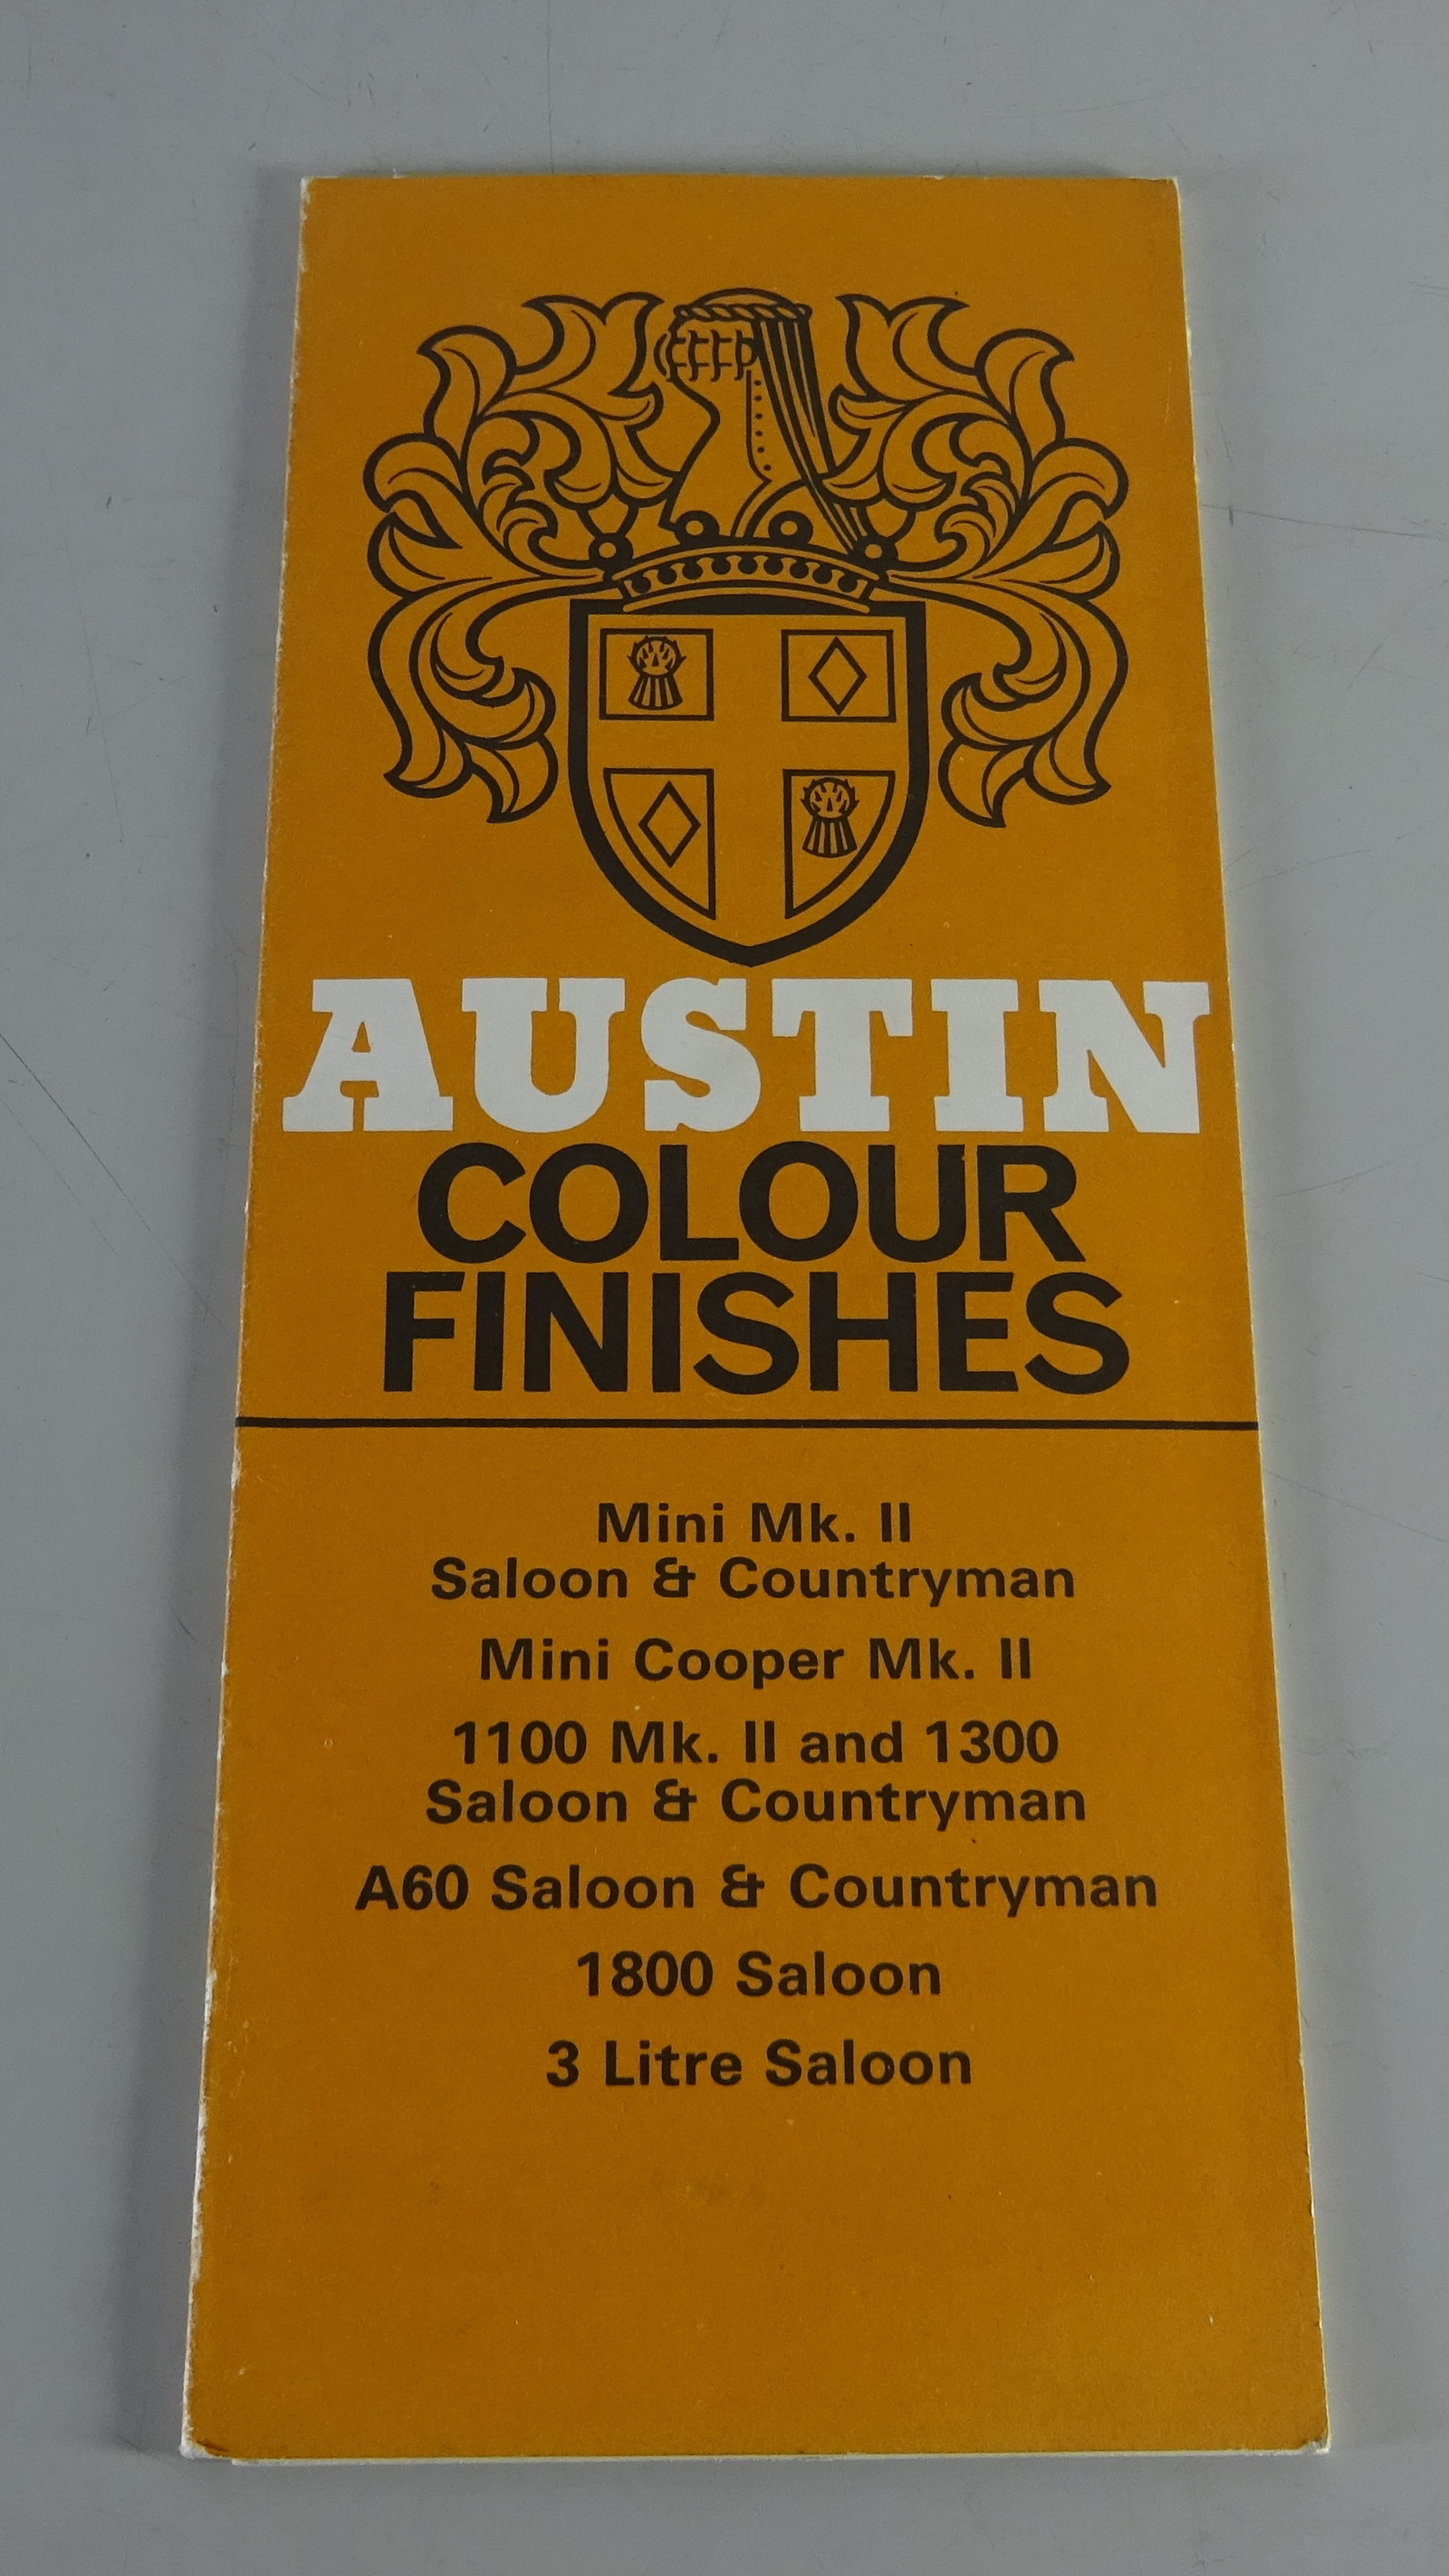 AUSTIN
COLOUR
FINISHES
Mini Mk. II
Saloon & Countryman
Mini Cooper Mk. II
1100 Mk. II and 1300
Saloon & Countryman
A60 Saloon & Countryman
1800 Saloon
3 Litre Saloon